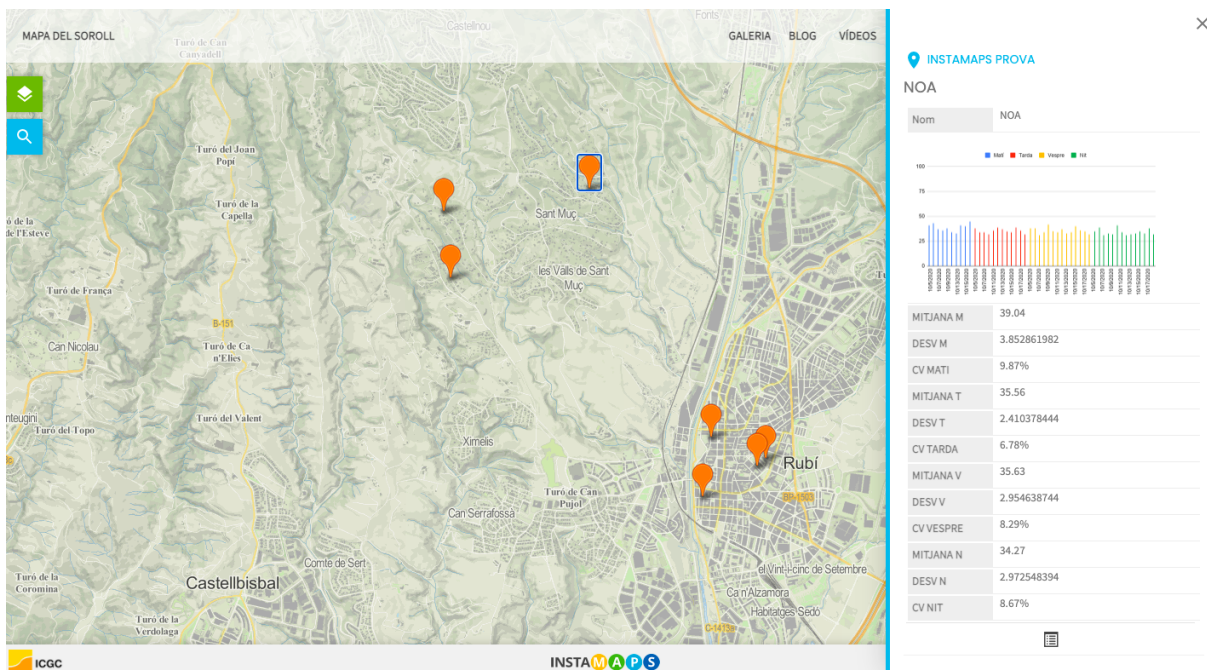 MAPA DEL SOROLL
GALERIA BLOG VÍDEOS
Fonts
Castellnou
Turó de Can
Canyadell
Turó del Joan
Popí
Turó de la
Capella
ó de la
de l'Esteve
Sant Muç
les Valls de Sant
Muç
Turó de França
B-151
Can Nicolau
Turó de Ca
n'Elies
nteugini
Turó del Topo
Turó del Valent
Ximelis
Rubí
Turó de Can
Pujol
BP-1503
Can Serrafossa
Comte de Sert
el Vint-i-cinc de Setembre
Turó de la
Coromina
Castellbisbal
Ca n'Alzamora
Habitatges Sedó
Turó de la
Verdolaga
C-1413a
ICGC
INSTAMAPS
INSTAMAPS PROVA
NOA
Nom NOA
Matí Tarda Vespre Nit
100
75
50
25
0
MITJANA M 39.04
DESV M 3.852861982
CV MATI 9.87%
MITJANA T 35.56
DESV T 2.410378444
CV TARDA 6.78%
MITJANA V 35.63
DESV V 2.954638744
CV VESPRE 8.29%
MITJANA N 34.27
DESV N 2.972548394
CV NIT 8.67%